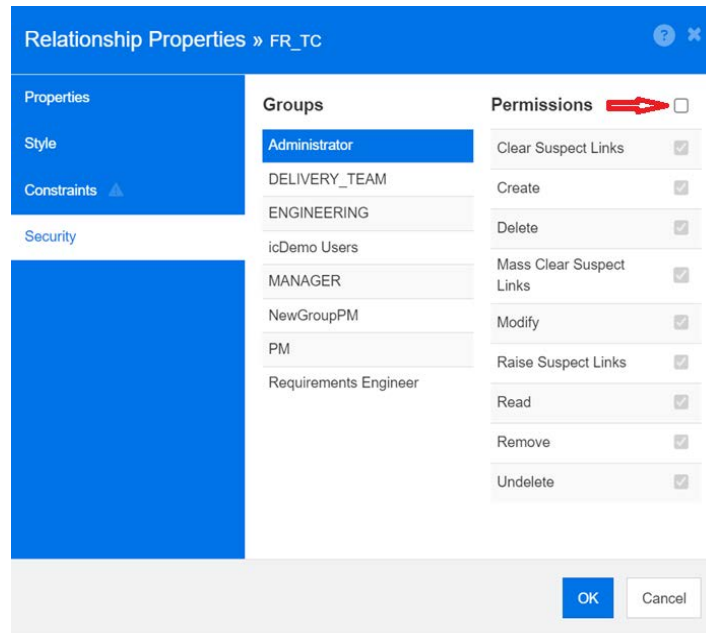 Relationship Properties » FR_TC
Properties
Style
Constraints
Security
Groups
Administrator
DELIVERY_TEAM
ENGINEERING
icDemo Users
MANAGER
NewGroupPM
PM
Requirements Engineer
Permissions
Clear Suspect Links
Create
Delete
Mass Clear Suspect
Links
Modify
Raise Suspect Links
Read
Remove
Undelete
OK
Cancel